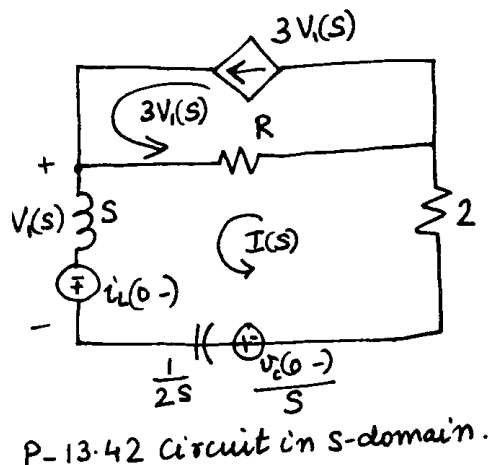 3V₁(S)
3V₁(S)
R
+
V₁(S)
S
2
I(S)
∓
i_L(0-)
-
+-
1/2S
v_c(0-)/S
P-13.42 Circuit in S-domain.